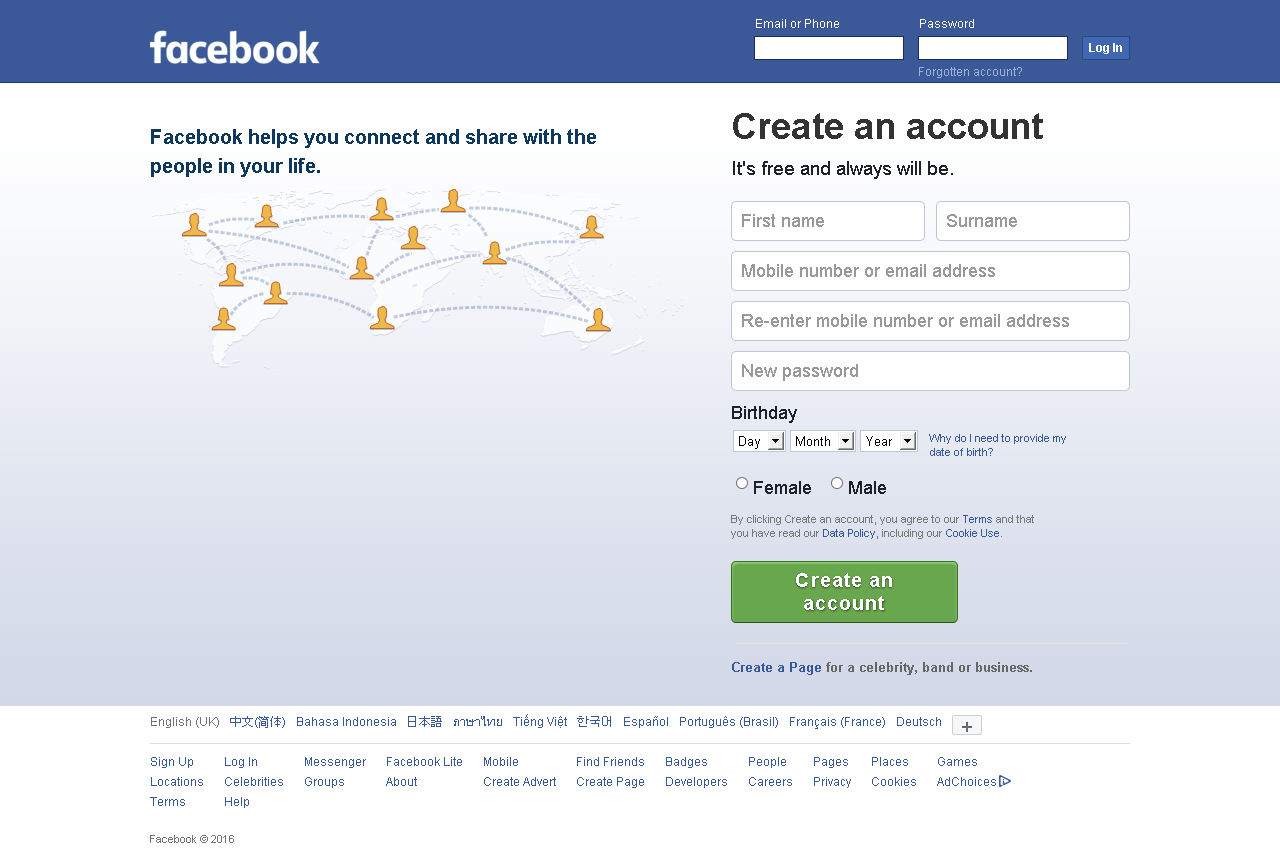 facebook
Email or Phone
Password
Log In
Forgotten account?
Facebook helps you connect and share with the
people in your life.
Create an account
It's free and always will be.
First name
Surname
Mobile number or email address
Re-enter mobile number or email address
New password
Birthday
Day
Month
Year
Why do I need to provide my
date of birth?
Female
Male
By clicking Create an account, you agree to our Terms and that
you have read our Data Policy, including our Cookie Use.
Create an
account
Create a Page for a celebrity, band or business.
English (UK) 中文(简体) Bahasa Indonesia 日本語 ภาษาไทย Tiếng Việt 한국어 Español Português (Brasil) Français (France) Deutsch +
Sign Up Log In Messenger Facebook Lite Mobile Find Friends Badges People Pages Places Games
Locations Celebrities Groups About Create Advert Create Page Developers Careers Privacy Cookies AdChoices
Terms Help
Facebook © 2016